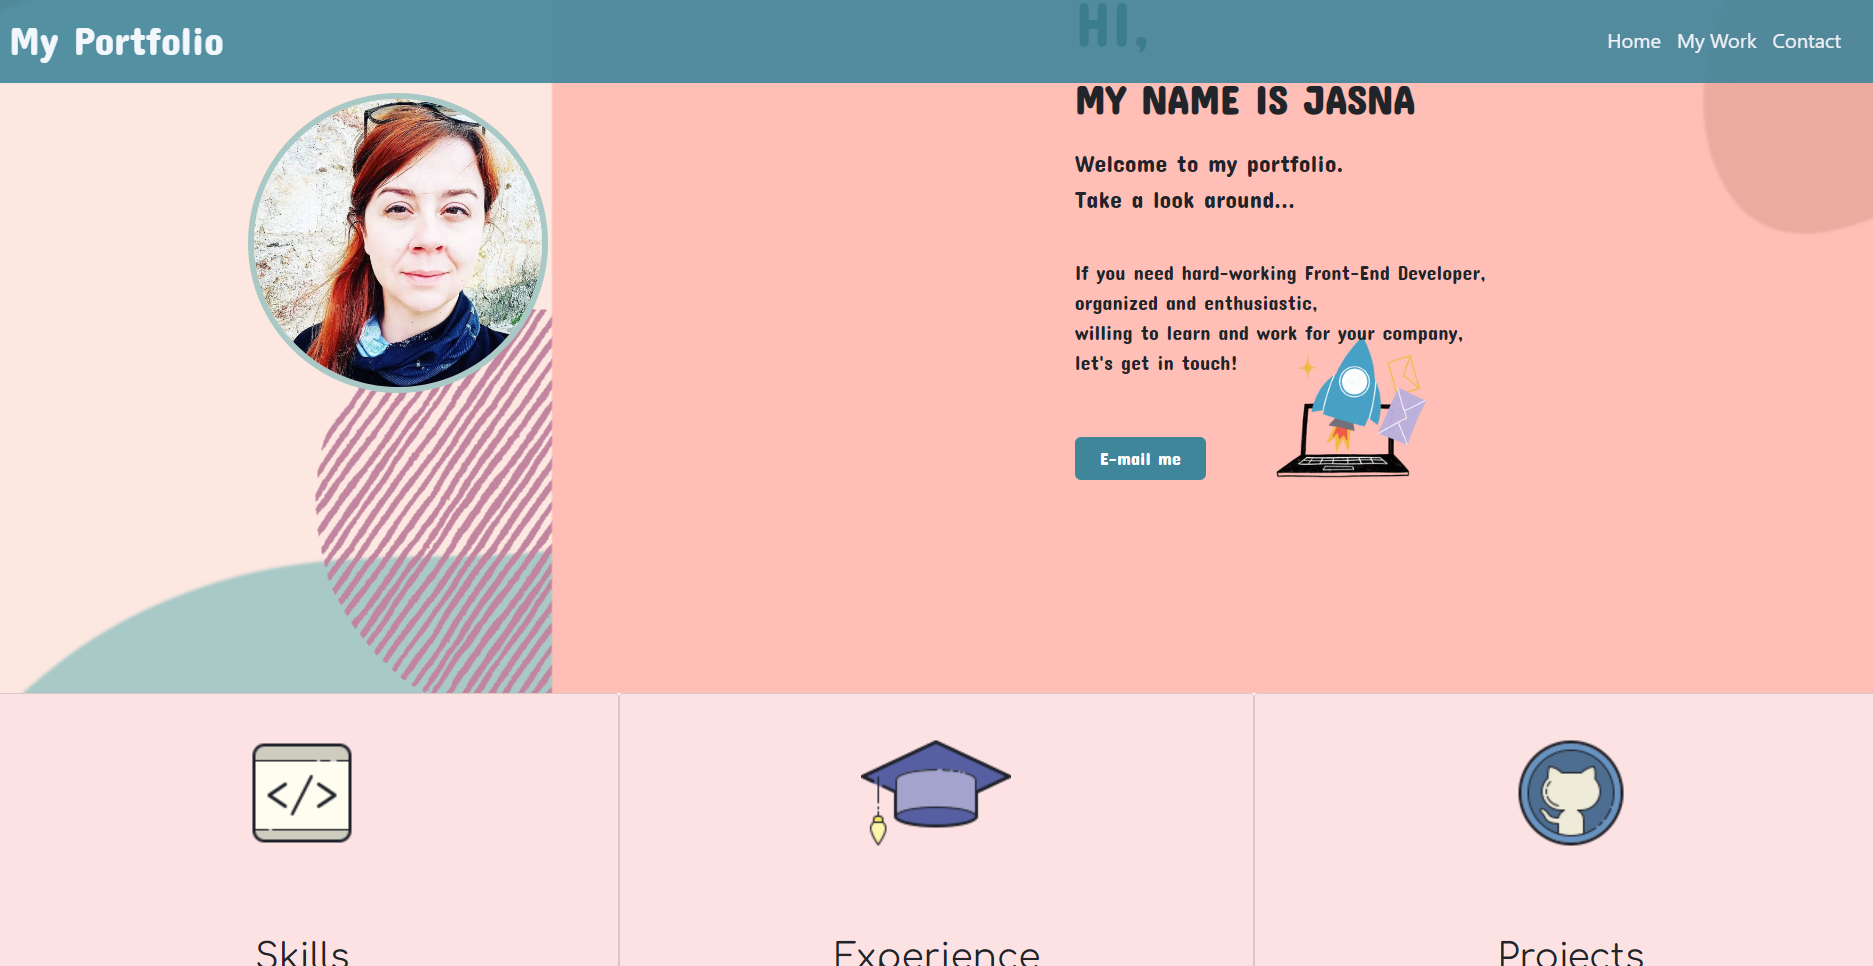 My Portfolio
Home My Work Contact
HI,
MY NAME IS JASNA
Welcome to my portfolio.
Take a look around...
If you need hard-working Front-End Developer,
organized and enthusiastic,
willing to learn and work for your company,
let's get in touch!
E-mail me
</>
Skills
Experience
Projects